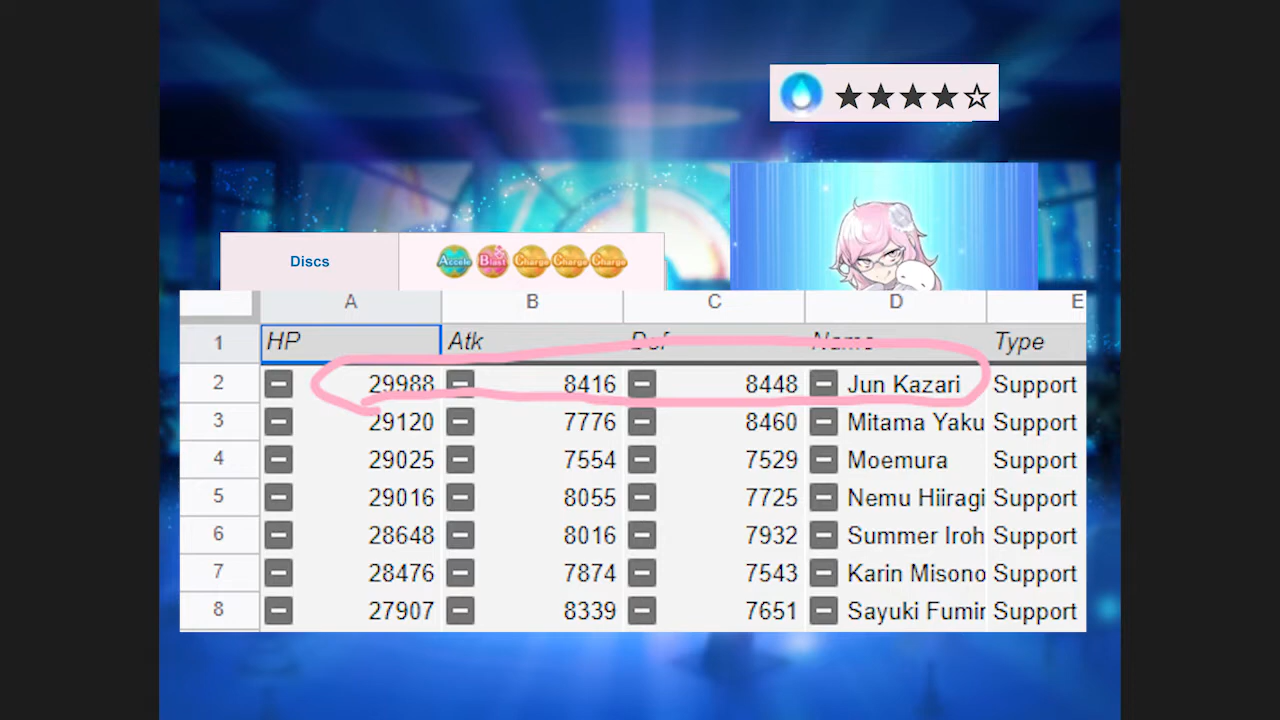 ★★★★☆
Discs Accele Blast Charge Charge Charge
A B C D E
1 HP Atk Def Name Type
2 29988 8416 8448 Jun Kazari Support
3 29120 7776 8460 Mitama Yaku Support
4 29025 7554 7529 Moemura Support
5 29016 8055 7725 Nemu Hiiragi Support
6 28648 8016 7932 Summer Iroh Support
7 28476 7874 7543 Karin Misono Support
8 27907 8339 7651 Sayuki Fumir Support